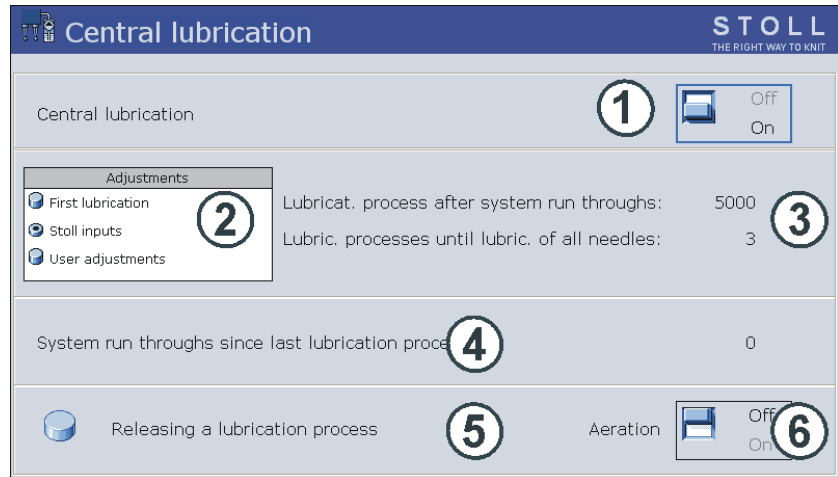 Central lubrication
STOLL
THE RIGHT WAY TO KNIT
Central lubrication
1
Off
On
Adjustments
First lubrication
Stoll inputs
User adjustments
2
Lubricat. process after system run throughs: 5000
Lubric. processes until lubric. of all needles: 3
3
System run throughs since last lubrication proce
4
0
Releasing a lubrication process
5
Aeration
Off
On
6